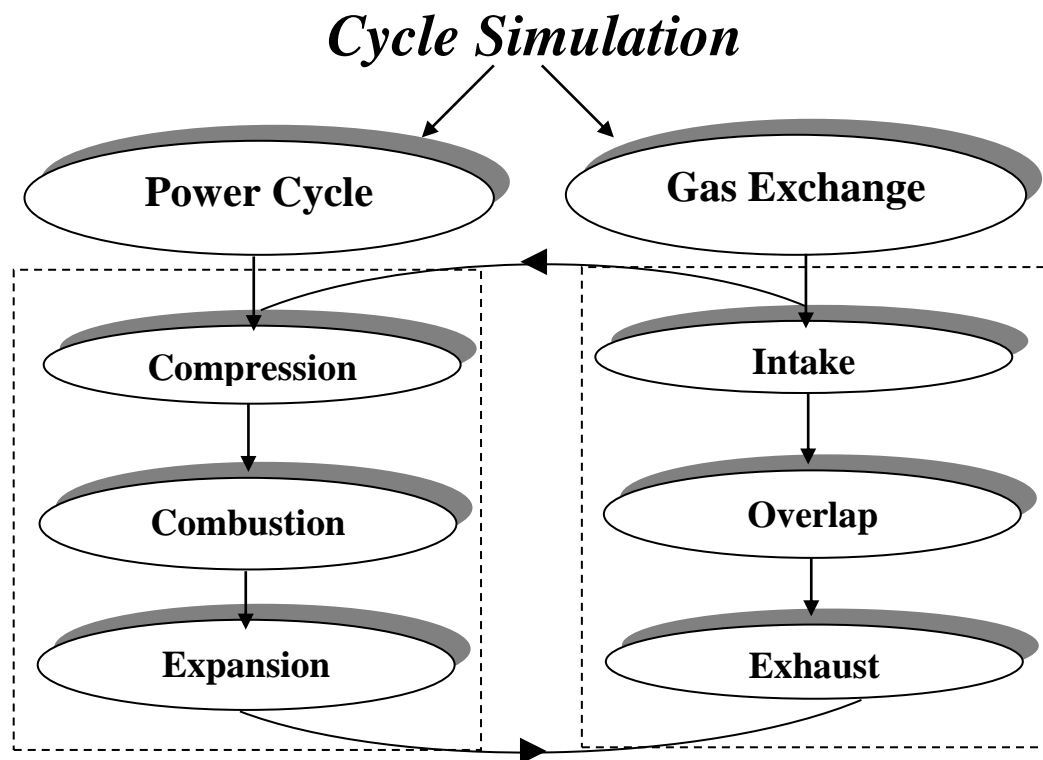 Cycle Simulation
Power Cycle
Gas Exchange
Compression
Intake
Combustion
Overlap
Expansion
Exhaust